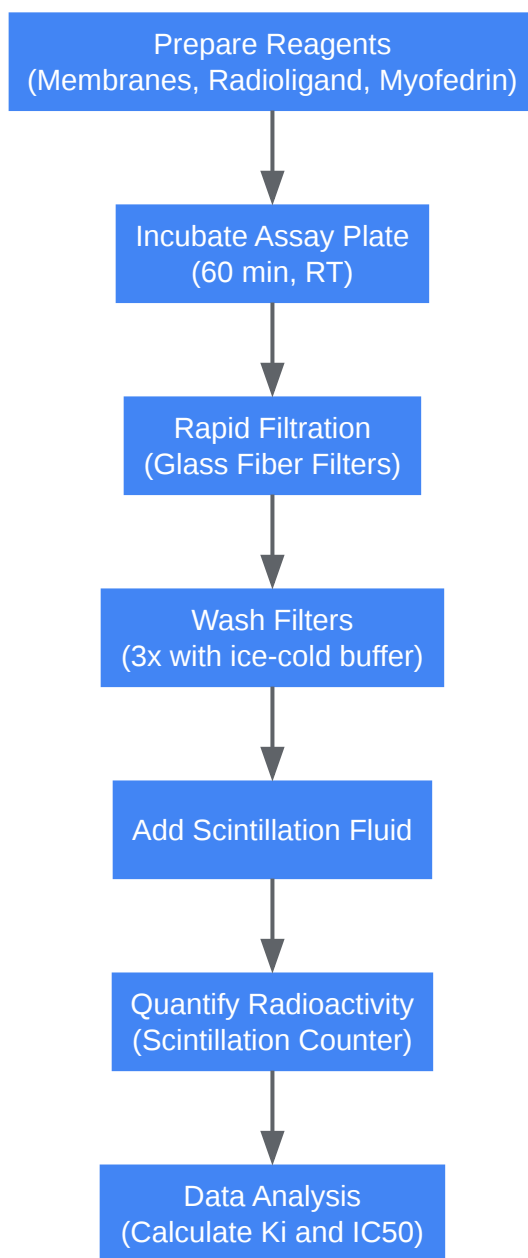 Prepare Reagents
(Membranes, Radioligand, Myofedrin)
Incubate Assay Plate
(60 min, RT)
Rapid Filtration
(Glass Fiber Filters)
Wash Filters
(3x with ice-cold buffer)
Add Scintillation Fluid
Quantify Radioactivity
(Scintillation Counter)
Data Analysis
(Calculate Ki and IC50)